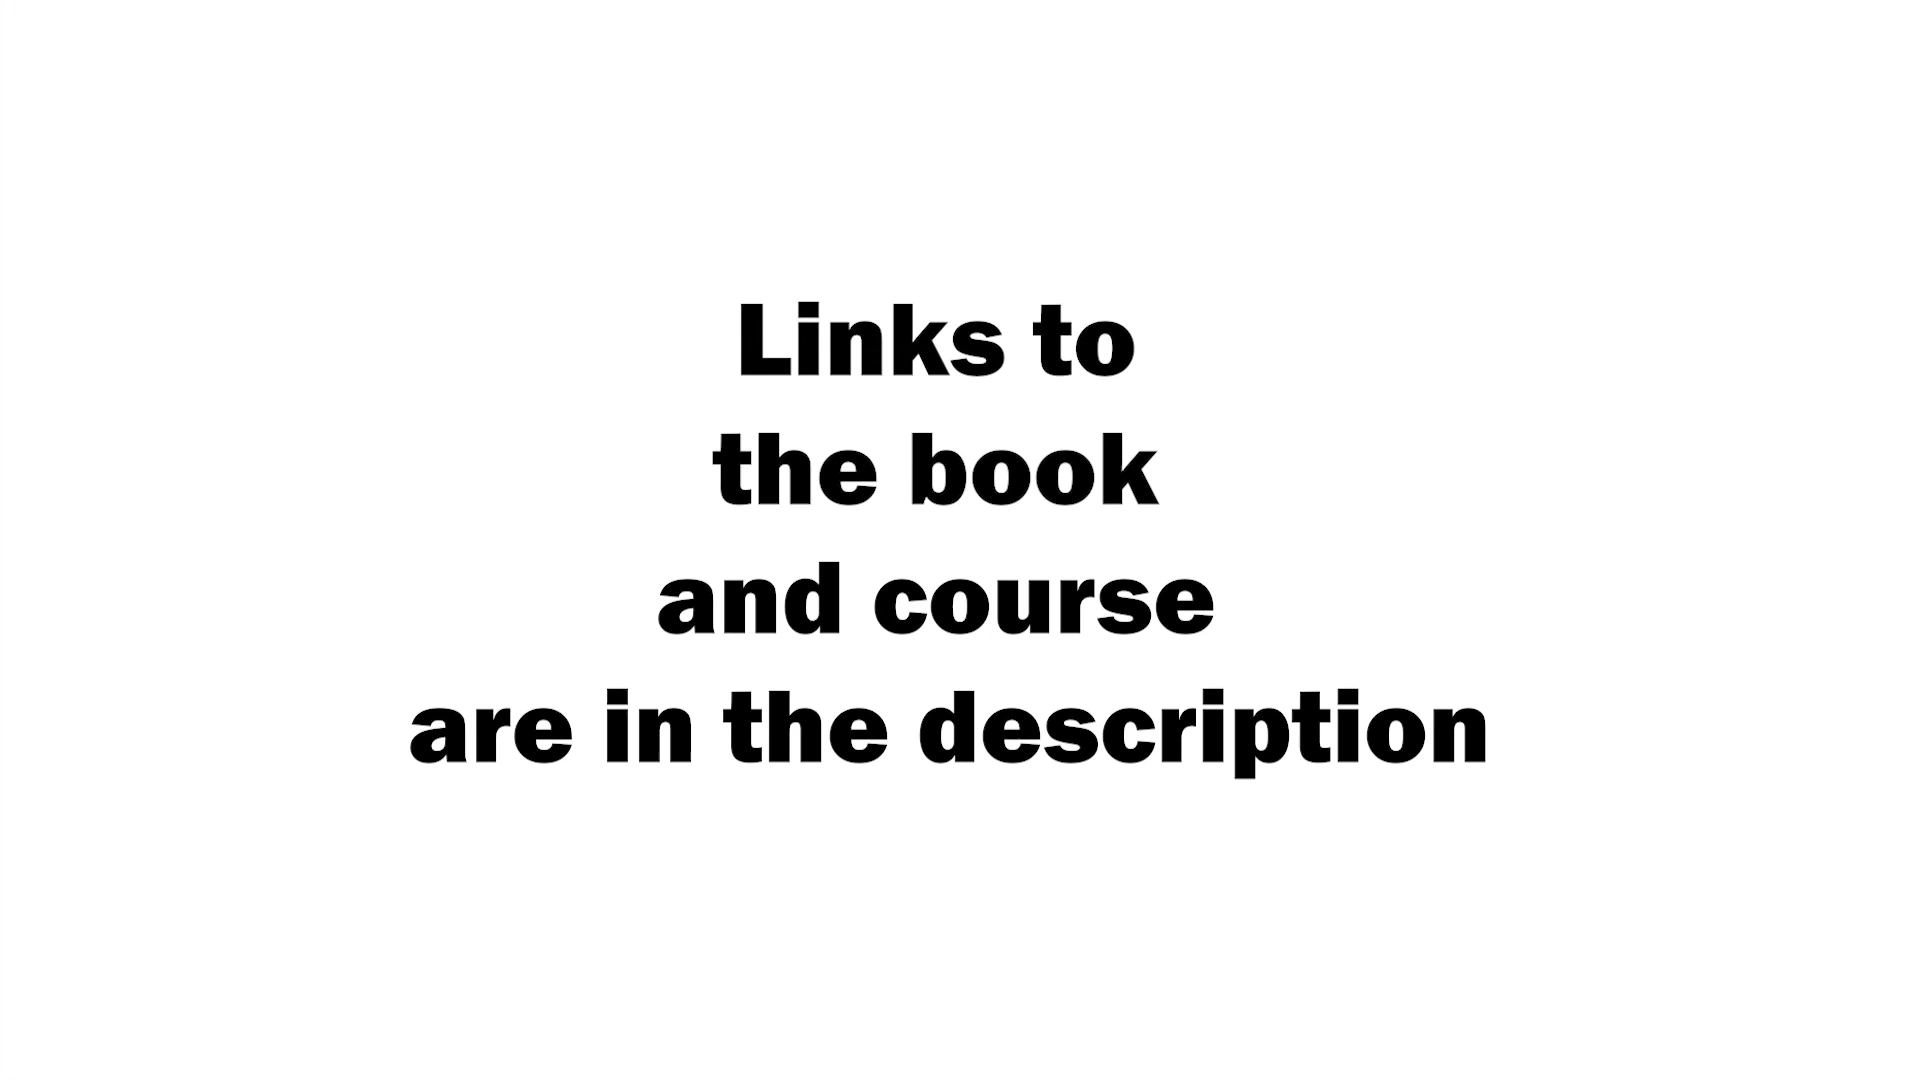 Links to
the book
and course
are in the description